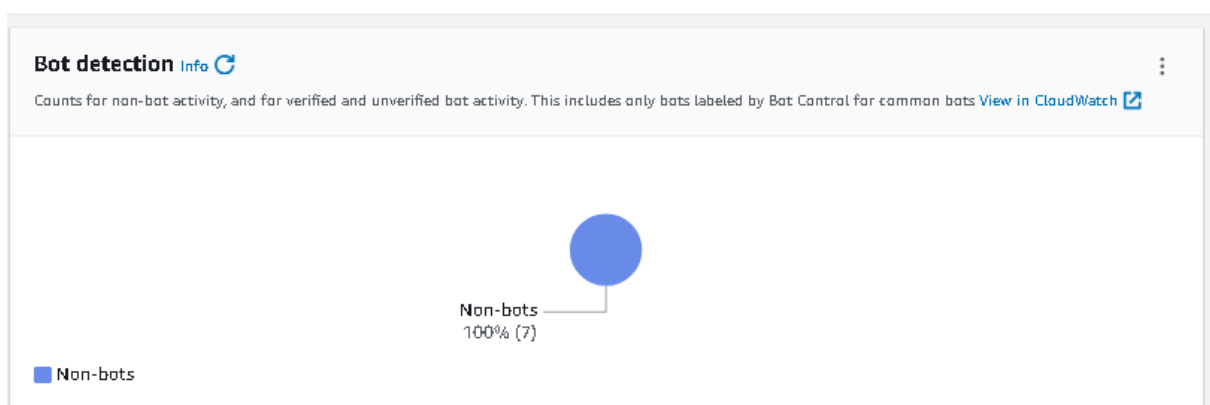 Bot detection Info
Counts for non-bot activity, and for verified and unverified bot activity. This includes only bots labeled by Bot Control for common bots View in CloudWatch
Non-bots
100% (7)
Non-bots